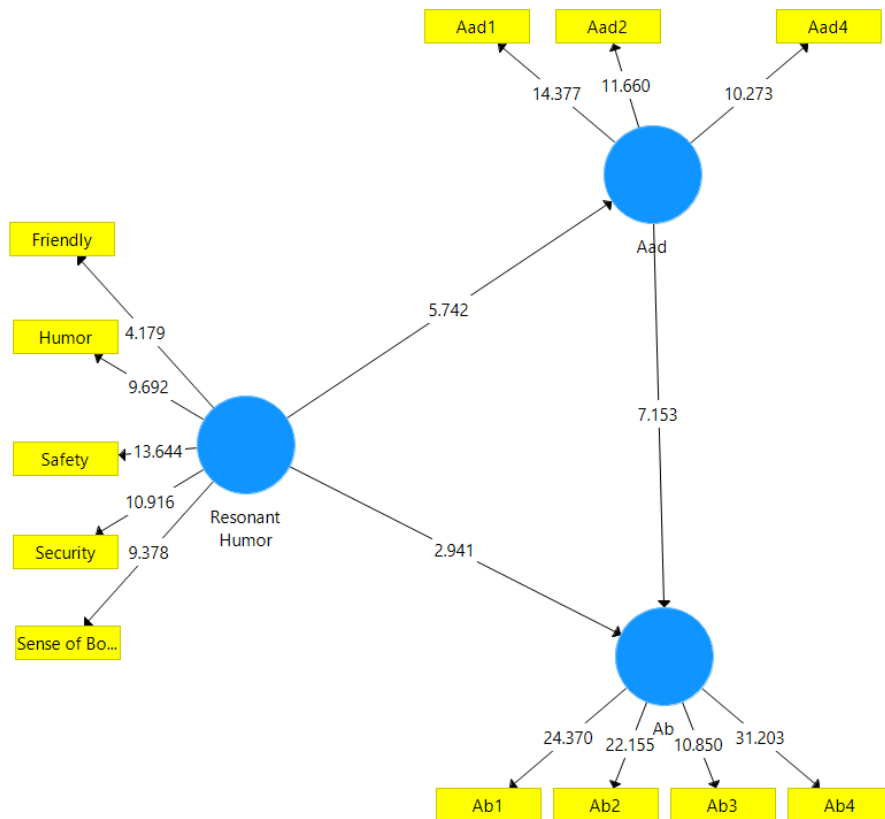 Aad1
Aad2
Aad4
14.377
11.660
10.273
Aad
Friendly
4.179
Humor
9.692
Safety
13.644
10.916
Security
9.378
Sense of Bo...
Resonant
Humor
5.742
2.941
7.153
Ab
24.370
22.155
10.850
31.203
Ab1
Ab2
Ab3
Ab4